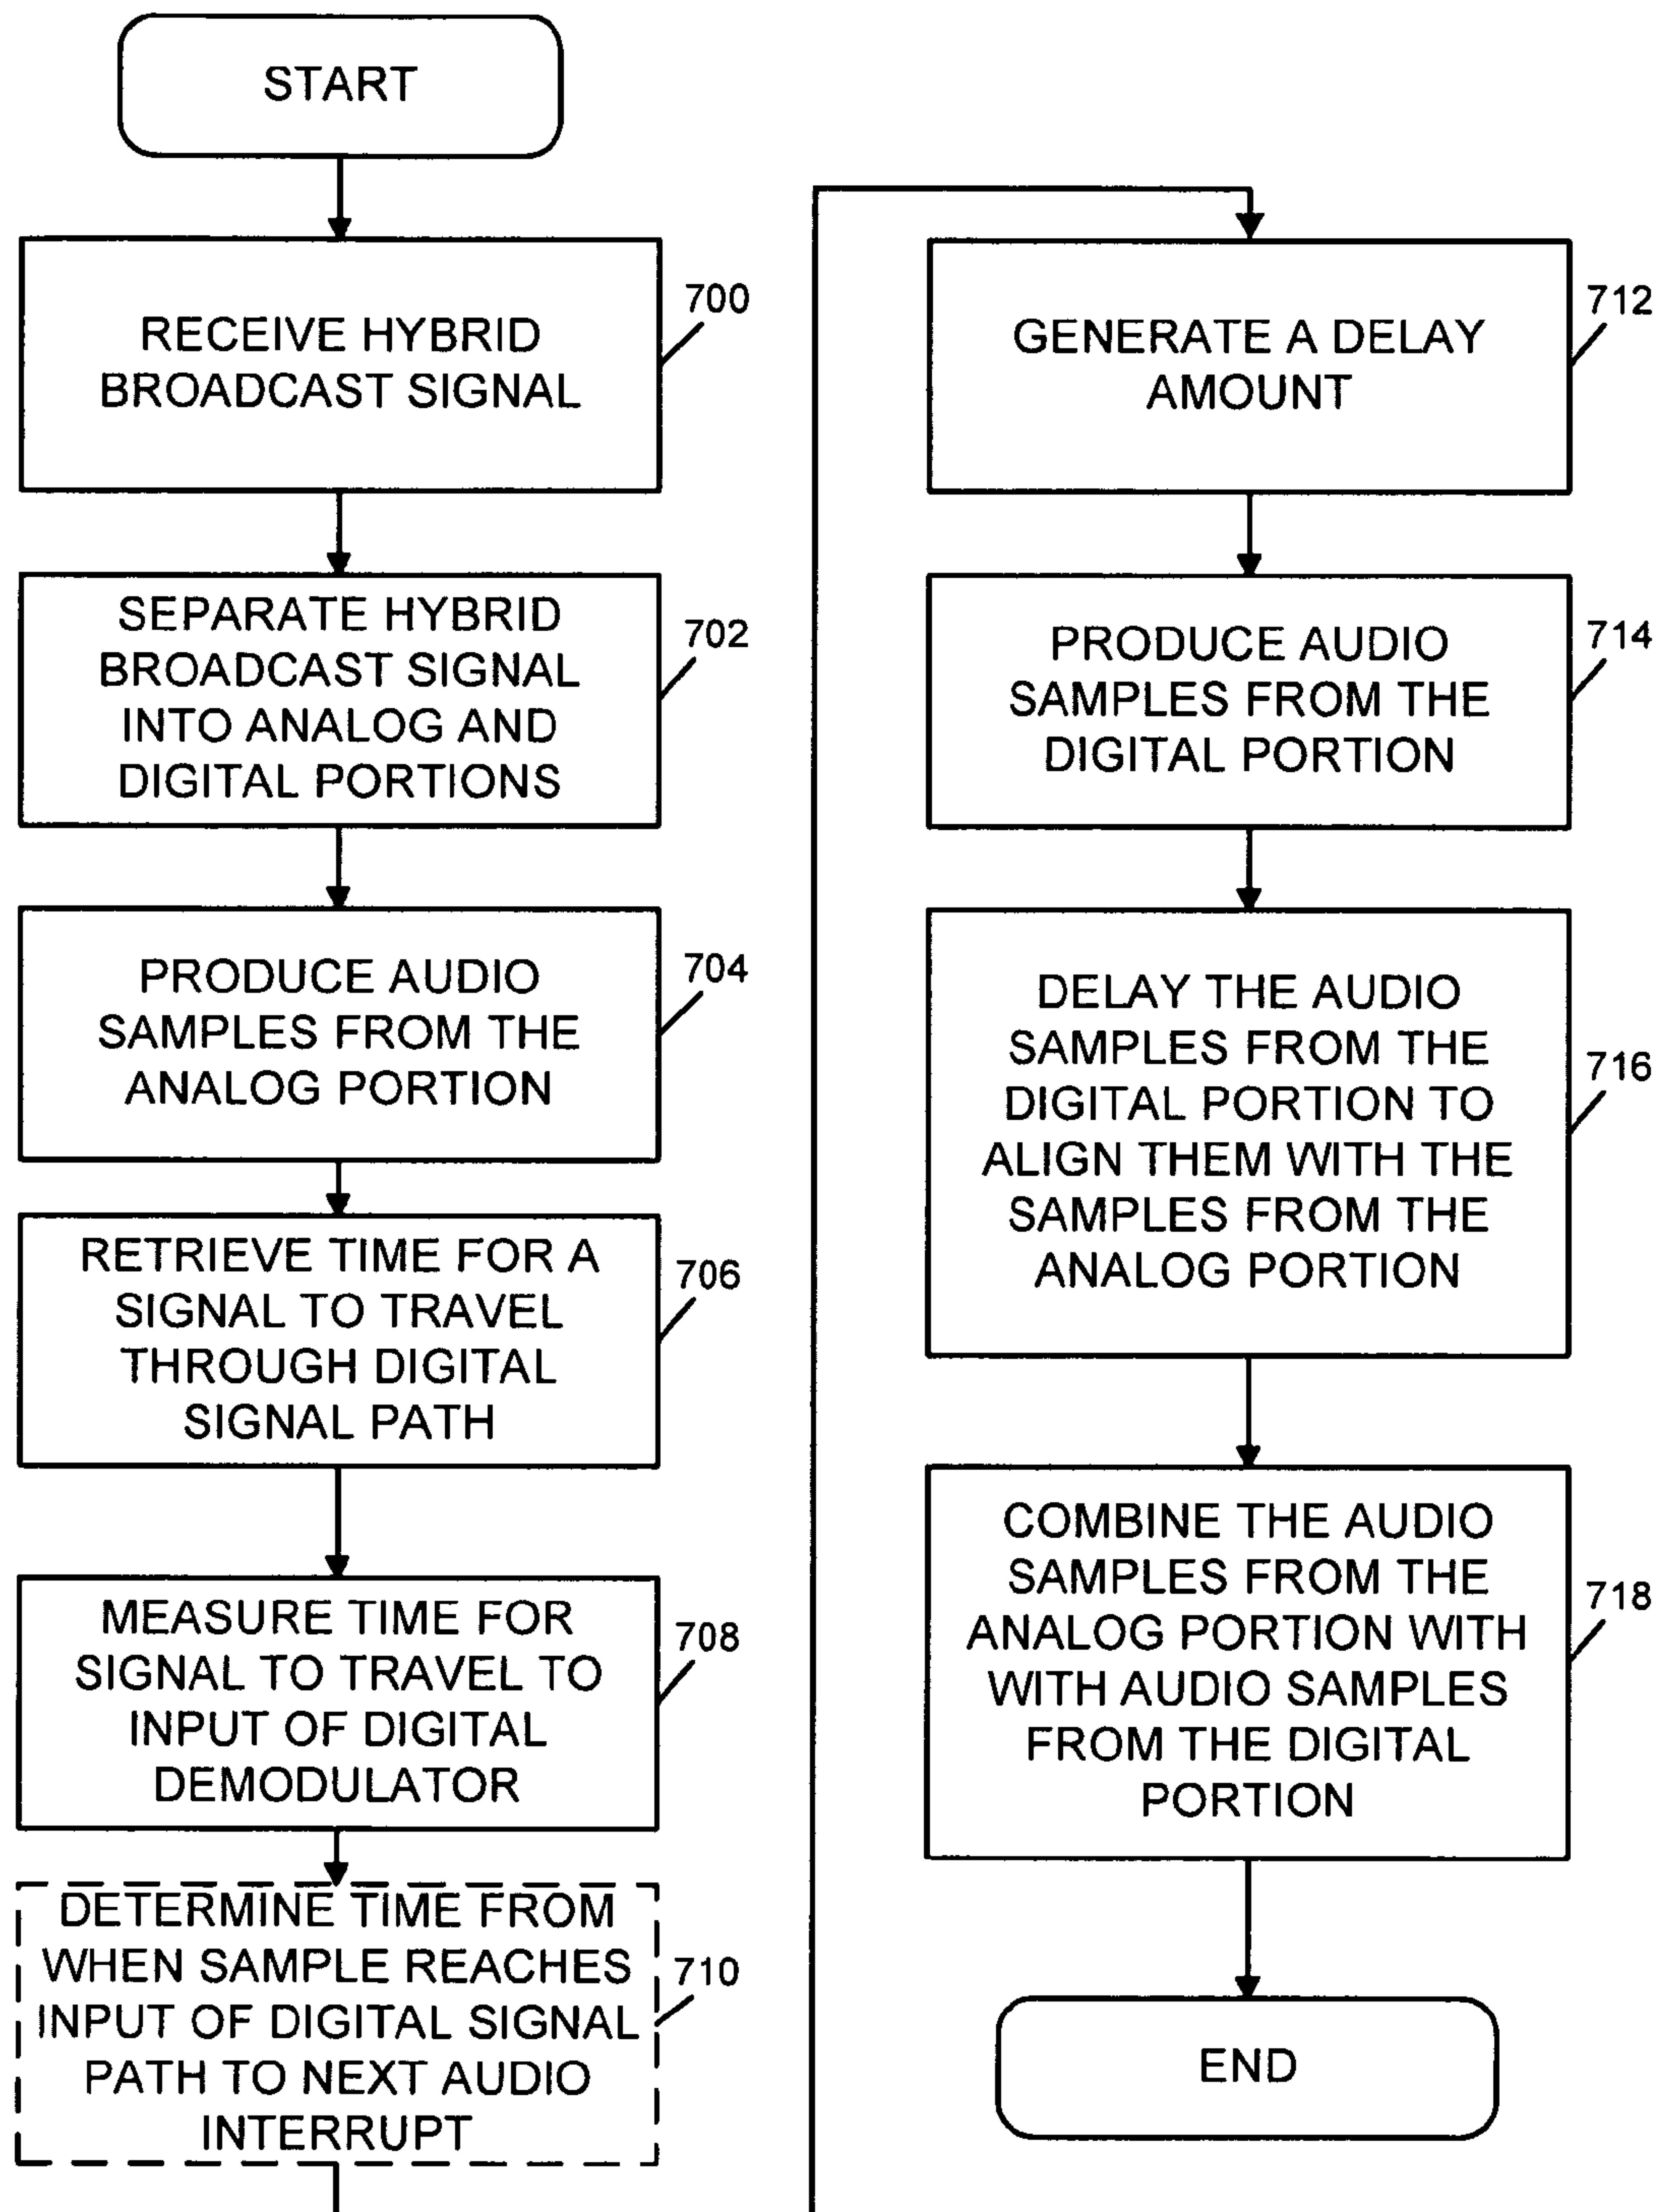 START
RECEIVE HYBRID
BROADCAST SIGNAL
700
SEPARATE HYBRID
BROADCAST SIGNAL
INTO ANALOG AND
DIGITAL PORTIONS
702
PRODUCE AUDIO
SAMPLES FROM THE
ANALOG PORTION
704
RETRIEVE TIME FOR A
SIGNAL TO TRAVEL
THROUGH DIGITAL
SIGNAL PATH
706
MEASURE TIME FOR
SIGNAL TO TRAVEL TO
INPUT OF DIGITAL
DEMODULATOR
708
DETERMINE TIME FROM
WHEN SAMPLE REACHES
INPUT OF DIGITAL SIGNAL
PATH TO NEXT AUDIO
INTERRUPT
710
GENERATE A DELAY
AMOUNT
712
PRODUCE AUDIO
SAMPLES FROM THE
DIGITAL PORTION
714
DELAY THE AUDIO
SAMPLES FROM THE
DIGITAL PORTION TO
ALIGN THEM WITH THE
SAMPLES FROM THE
ANALOG PORTION
716
COMBINE THE AUDIO
SAMPLES FROM THE
ANALOG PORTION WITH
WITH AUDIO SAMPLES
FROM THE DIGITAL
PORTION
718
END